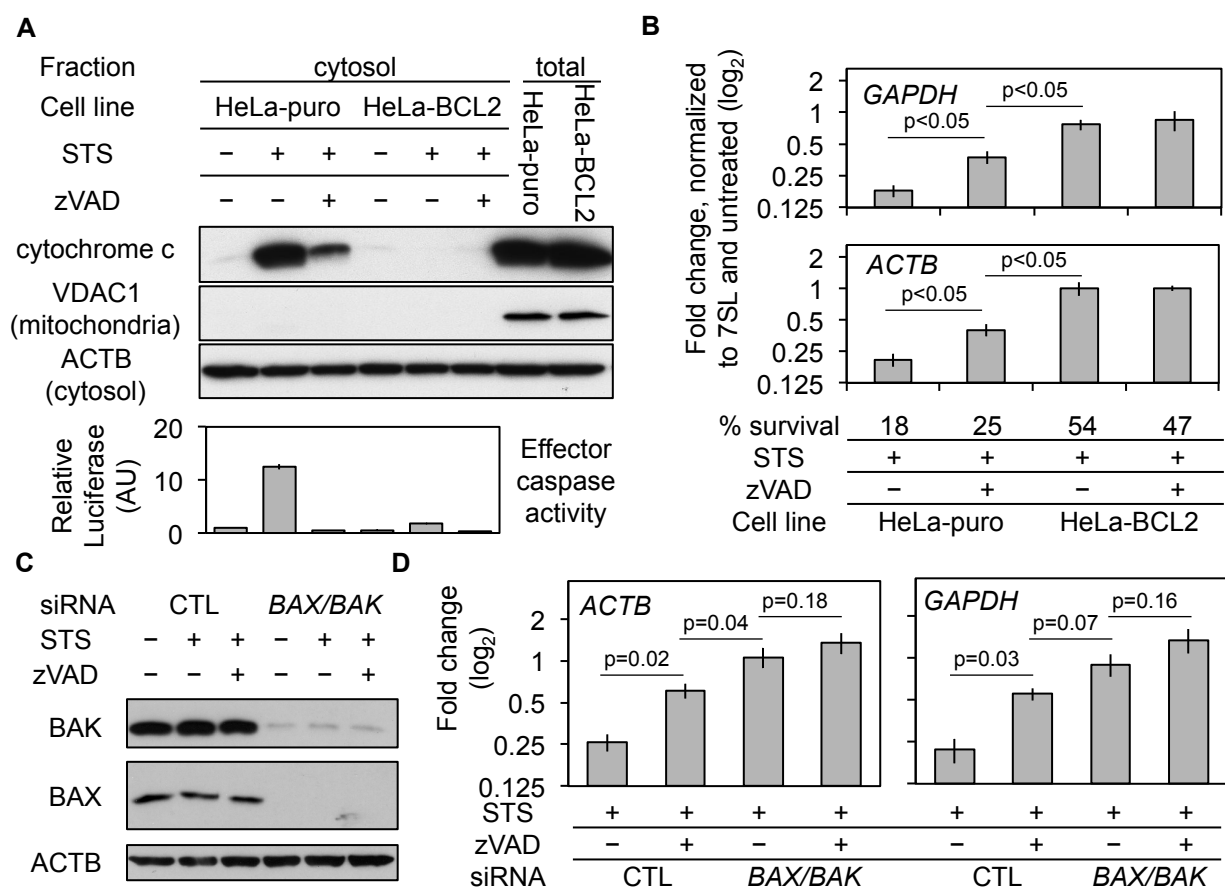 A
Fraction cytosol total
Cell line HeLa-puro HeLa-BCL2 HeLa-puro HeLa-BCL2
STS – + + – + +
zVAD – – + – – +
cytochrome c
VDAC1
(mitochondria)
ACTB
(cytosol)
Relative
Luciferase
(AU)
20
10
0
Effector
caspase
activity
B
Fold change, normalized
to 7SL and untreated (log2)
GAPDH
2
1
0.5
0.25
0.125
p<0.05
p<0.05
ACTB
2
1
0.5
0.25
0.125
p<0.05
p<0.05
% survival 18 25 54 47
STS + + + +
zVAD – + – +
Cell line HeLa-puro HeLa-BCL2
C
siRNA CTL BAX/BAK
STS – + + – + +
zVAD – – + – – +
BAK
BAX
ACTB
D
Fold change
(log2)
2
1
0.5
0.25
0.125
ACTB
p=0.02
p=0.04
p=0.18
GAPDH
p=0.03
p=0.07
p=0.16
STS + + + + + + + +
zVAD – + – + – + – +
siRNA CTL BAX/BAK CTL BAX/BAK